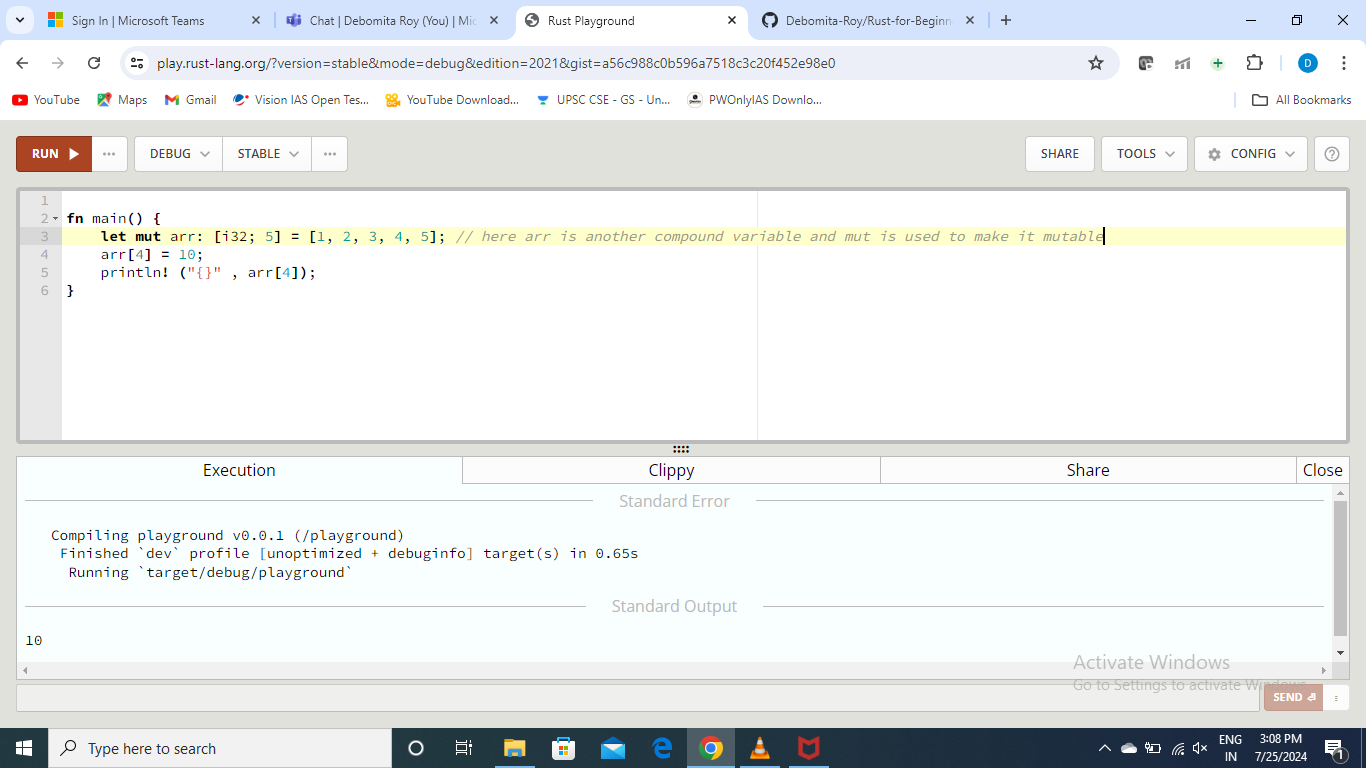 Sign In | Microsoft Teams
Chat | Debomita Roy (You) | Mic
Rust Playground
Debomita-Roy/Rust-for-Beginn
play.rust-lang.org/?version=stable&mode=debug&edition=2021&gist=a56c988c0b596a7518c3c20f452e98e0
D
YouTube
Maps
Gmail
Vision IAS Open Tes...
YouTube Download...
UPSC CSE - GS - Un...
PWOnlyIAS Downlo...
All Bookmarks
RUN
DEBUG
STABLE
SHARE
TOOLS
CONFIG
1
2 fn main() {
3 let mut arr: [i32; 5] = [1, 2, 3, 4, 5]; // here arr is another compound variable and mut is used to make it mutable
4 arr[4] = 10;
5 println! ("{}" , arr[4]);
6 }
Execution
Clippy
Share
Close
Standard Error
Compiling playground v0.0.1 (/playground)
Finished `dev` profile [unoptimized + debuginfo] target(s) in 0.65s
Running `target/debug/playground`
Standard Output
10
Activate Windows
Go to Settings to activate Windows.
SEND
Type here to search
ENG
IN
3:08 PM
7/25/2024
1